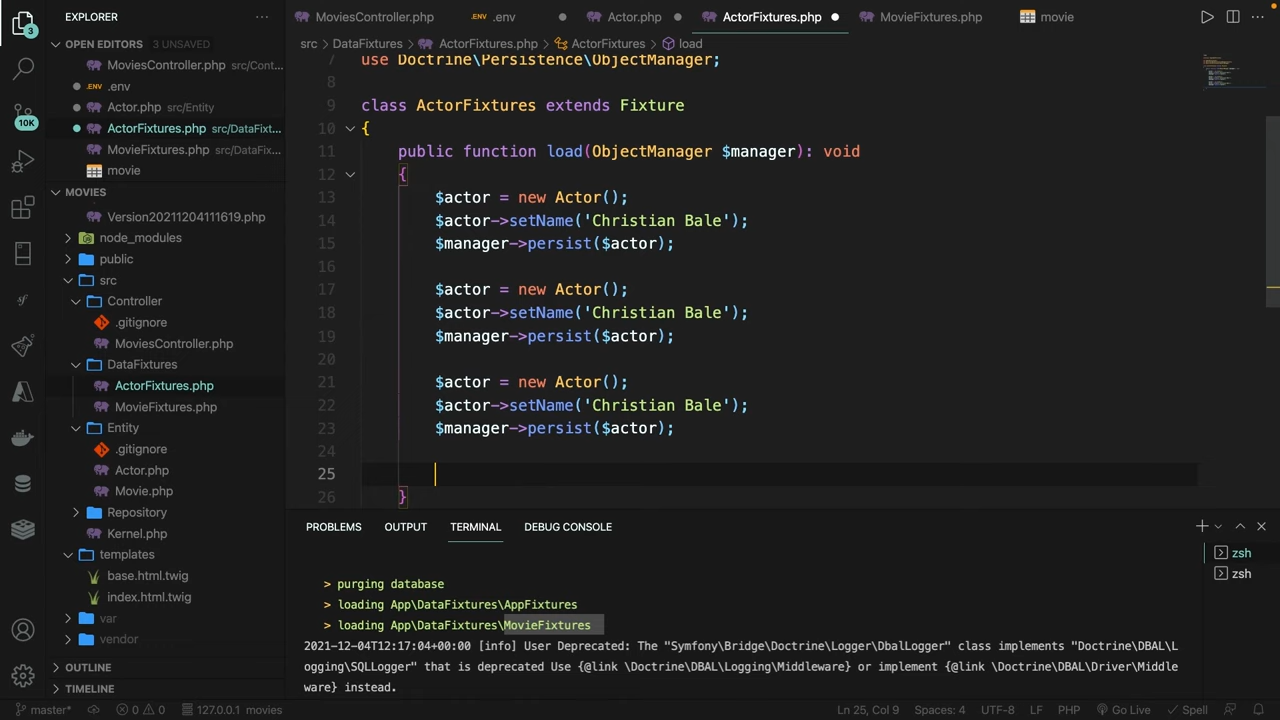 EXPLORER
OPEN EDITORS 3 UNSAVED
MoviesController.php src/Cont...
.env
Actor.php src/Entity
ActorFixtures.php src/DataFixt...
MovieFixtures.php src/DataFix...
movie
MOVIES
Version20211204111619.php
node_modules
public
src
Controller
.gitignore
MoviesController.php
DataFixtures
ActorFixtures.php
MovieFixtures.php
Entity
.gitignore
Actor.php
Movie.php
Repository
Kernel.php
templates
base.html.twig
index.html.twig
var
vendor
OUTLINE
TIMELINE
3
10K
MoviesController.php
.env
Actor.php
ActorFixtures.php
MovieFixtures.php
movie
src > DataFixtures > ActorFixtures.php > ActorFixtures > load
7 use Doctrine\Persistence\ObjectManager;
8
9 class ActorFixtures extends Fixture
10 {
11 public function load(ObjectManager $manager): void
12 {
13 $actor = new Actor();
14 $actor->setName('Christian Bale');
15 $manager->persist($actor);
16
17 $actor = new Actor();
18 $actor->setName('Christian Bale');
19 $manager->persist($actor);
20
21 $actor = new Actor();
22 $actor->setName('Christian Bale');
23 $manager->persist($actor);
24
25
26 }
PROBLEMS OUTPUT TERMINAL DEBUG CONSOLE
> purging database
> loading App\DataFixtures\AppFixtures
> loading App\DataFixtures\MovieFixtures
2021-12-04T12:17:04+00:00 [info] User Deprecated: The "Symfony\Bridge\Doctrine\Logger\DbalLogger" class implements "Doctrine\DBAL\L
ogging\SQLLogger" that is deprecated Use {@link \Doctrine\DBAL\Logging\Middleware} or implement {@link \Doctrine\DBAL\Driver\Middle
ware} instead.
zsh
zsh
master* 0 0 127.0.0.1 movies Ln 25, Col 9 Spaces: 4 UTF-8 LF PHP Go Live Spell